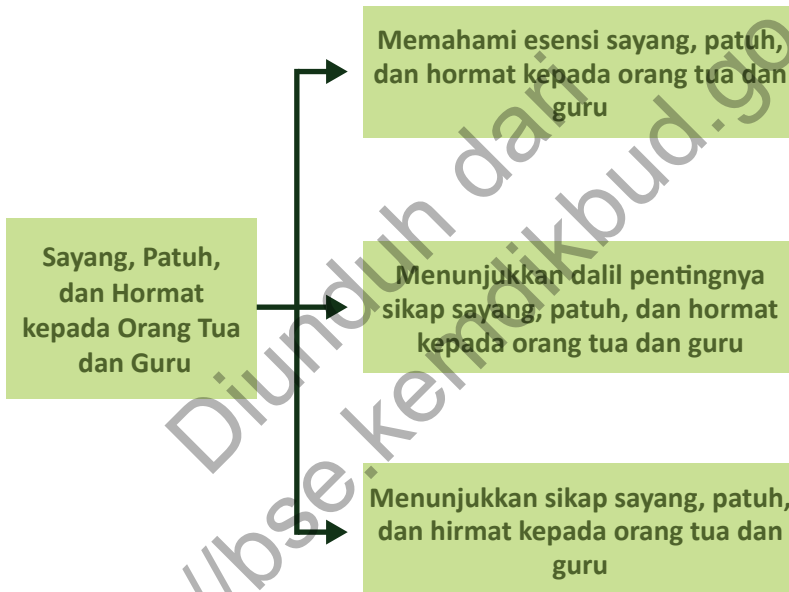 Memahami esensi sayang, patuh,
dan hormat kepada orang tua dan
guru
Sayang, Patuh,
dan Hormat
kepada Orang Tua
dan Guru
Menunjukkan dalil pentingnya
sikap sayang, patuh, dan hormat
kepada orang tua dan guru
Menunjukkan sikap sayang, patuh,
dan hirmat kepada orang tua dan
guru
Diunduh dari
//bse.kemdikbud.go